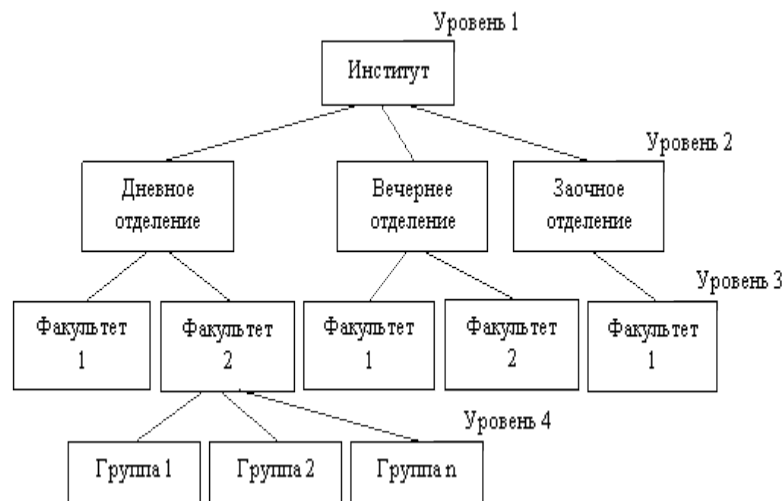 Уровень 1
Институт
Уровень 2
Дневное
отделение
Вечернее
отделение
Заочное
отделение
Уровень 3
Факультет
1
Факультет
2
Факультет
1
Факультет
2
Факультет
1
Уровень 4
Группа 1
Группа 2
Группа n